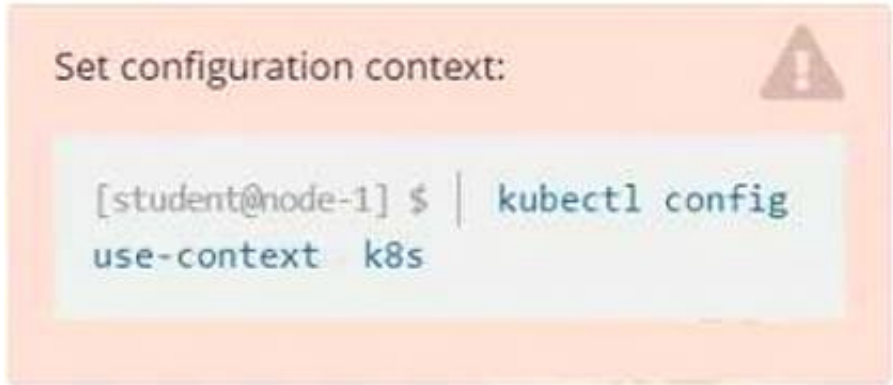 Set configuration context:
[student@node-1] $ | kubectl config
use-context k8s